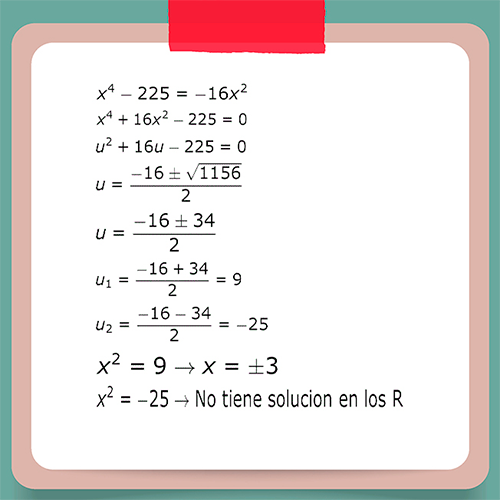 x⁴ − 225 = −16x²
x⁴ + 16x² − 225 = 0
u² + 16u − 225 = 0
u = (−16 ± √1156)/2
u = (−16 ± 34)/2
u₁ = (−16 + 34)/2 = 9
u₂ = (−16 − 34)/2 = −25
x² = 9 → x = ±3
x² = −25 → No tiene solucion en los R